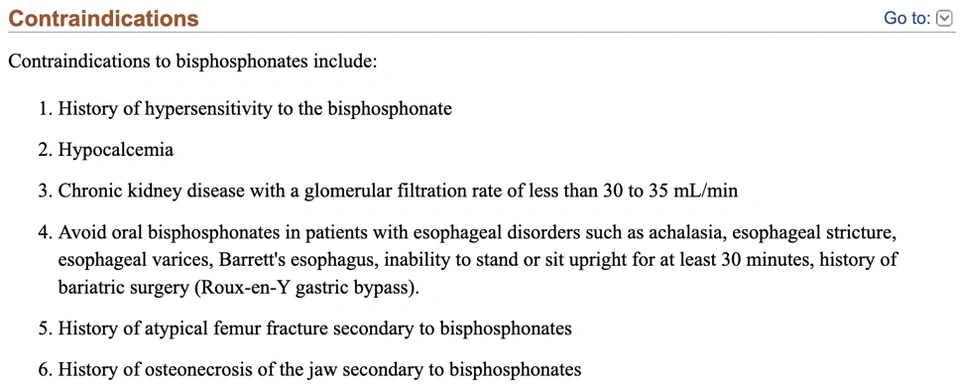 Contraindications
Go to:
Contraindications to bisphosphonates include:
1. History of hypersensitivity to the bisphosphonate
2. Hypocalcemia
3. Chronic kidney disease with a glomerular filtration rate of less than 30 to 35 mL/min
4. Avoid oral bisphosphonates in patients with esophageal disorders such as achalasia, esophageal stricture,
esophageal varices, Barrett's esophagus, inability to stand or sit upright for at least 30 minutes, history of
bariatric surgery (Roux-en-Y gastric bypass).
5. History of atypical femur fracture secondary to bisphosphonates
6. History of osteonecrosis of the jaw secondary to bisphosphonates